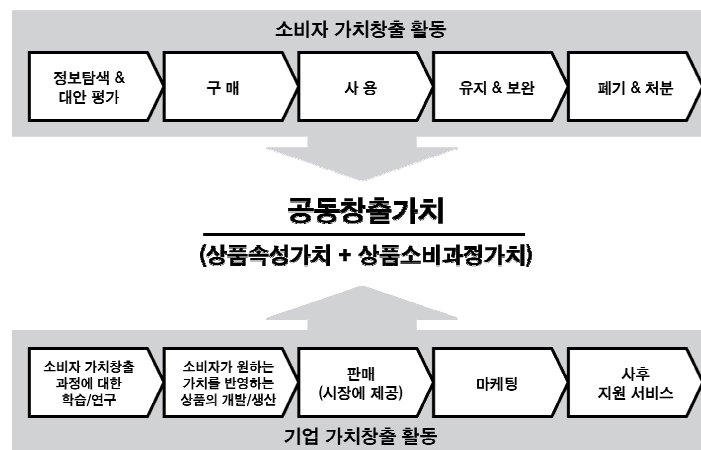 소비자 가치창출 활동
정보탐색 &
대안 평가
구 매
사 용
유지 & 보완
폐기 & 처분
공동창출가치
(상품속성가치 + 상품소비과정가치)
소비자 가치창출
과정에 대한
학습/연구
소비자가 원하는
가치를 반영하는
상품의 개발/생산
판매
(시장에 제공)
마케팅
사후
지원 서비스
기업 가치창출 활동